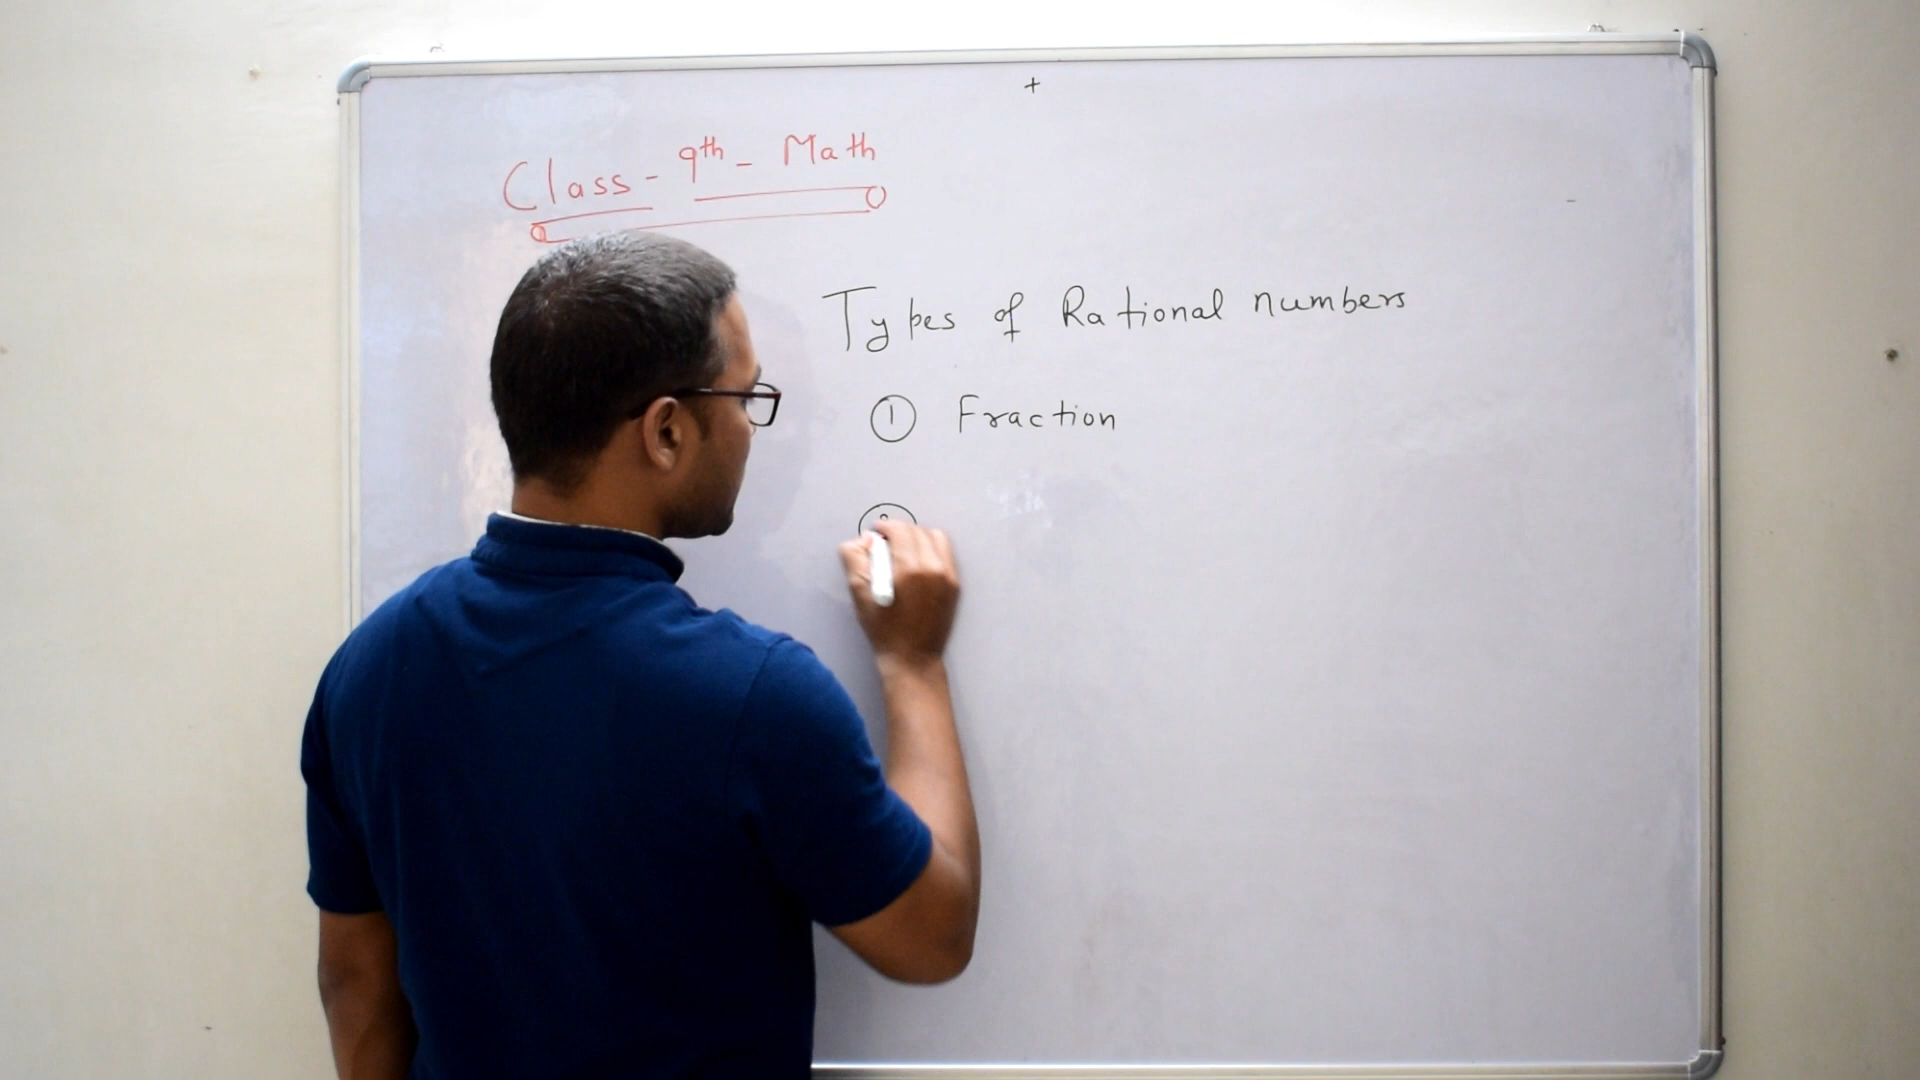 Class - 9th - Math
Types of Rational numbers
① Fraction